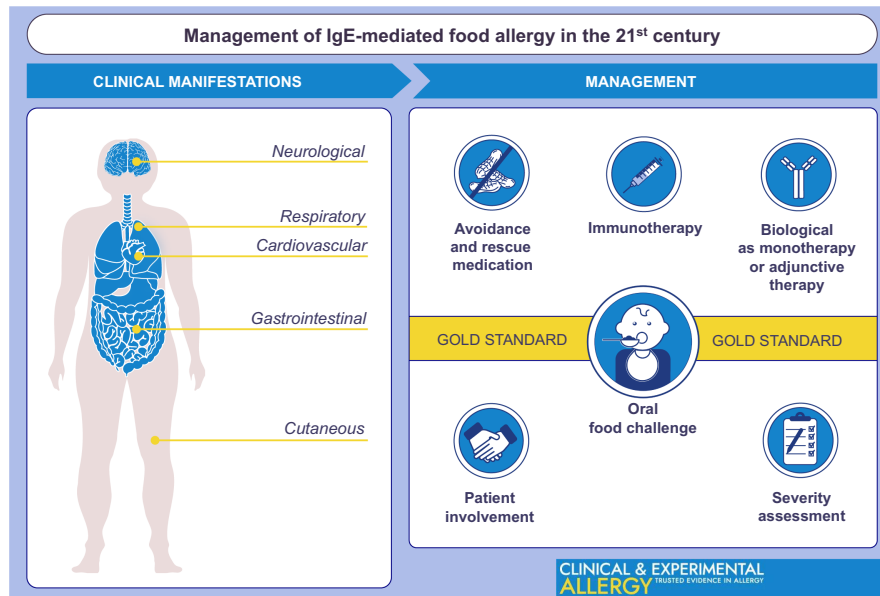 Management of IgE-mediated food allergy in the 21st century
CLINICAL MANIFESTATIONS
MANAGEMENT
Neurological
Respiratory
Cardiovascular
Gastrointestinal
Cutaneous
Avoidance
and rescue
medication
Immunotherapy
Biological
as monotherapy
or adjunctive
therapy
GOLD STANDARD
GOLD STANDARD
Oral
food challenge
Patient
involvement
Severity
assessment
CLINICAL & EXPERIMENTAL
ALLERGY TRUSTED EVIDENCE IN ALLERGY